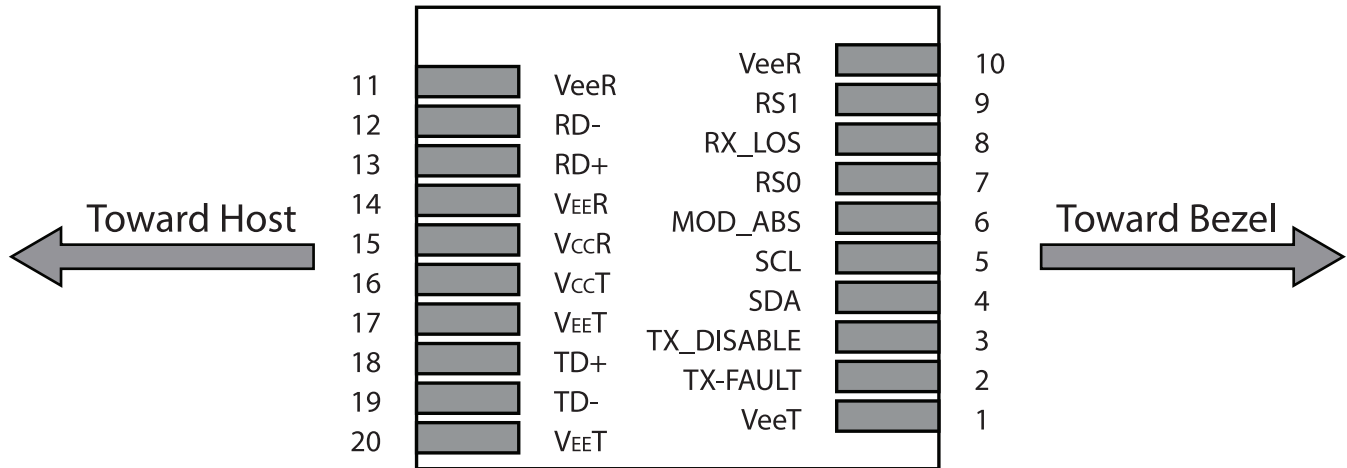 VeeR 10
11 VeeR
RS1 9
12 RD-
RX_LOS 8
13 RD+
RS0 7
14 VEER
MOD_ABS 6
Toward Host
Toward Bezel
15 VCCR
SCL 5
16 VCCT
SDA 4
17 VEET
TX_DISABLE 3
18 TD+
TX-FAULT 2
19 TD-
VeeT 1
20 VEET